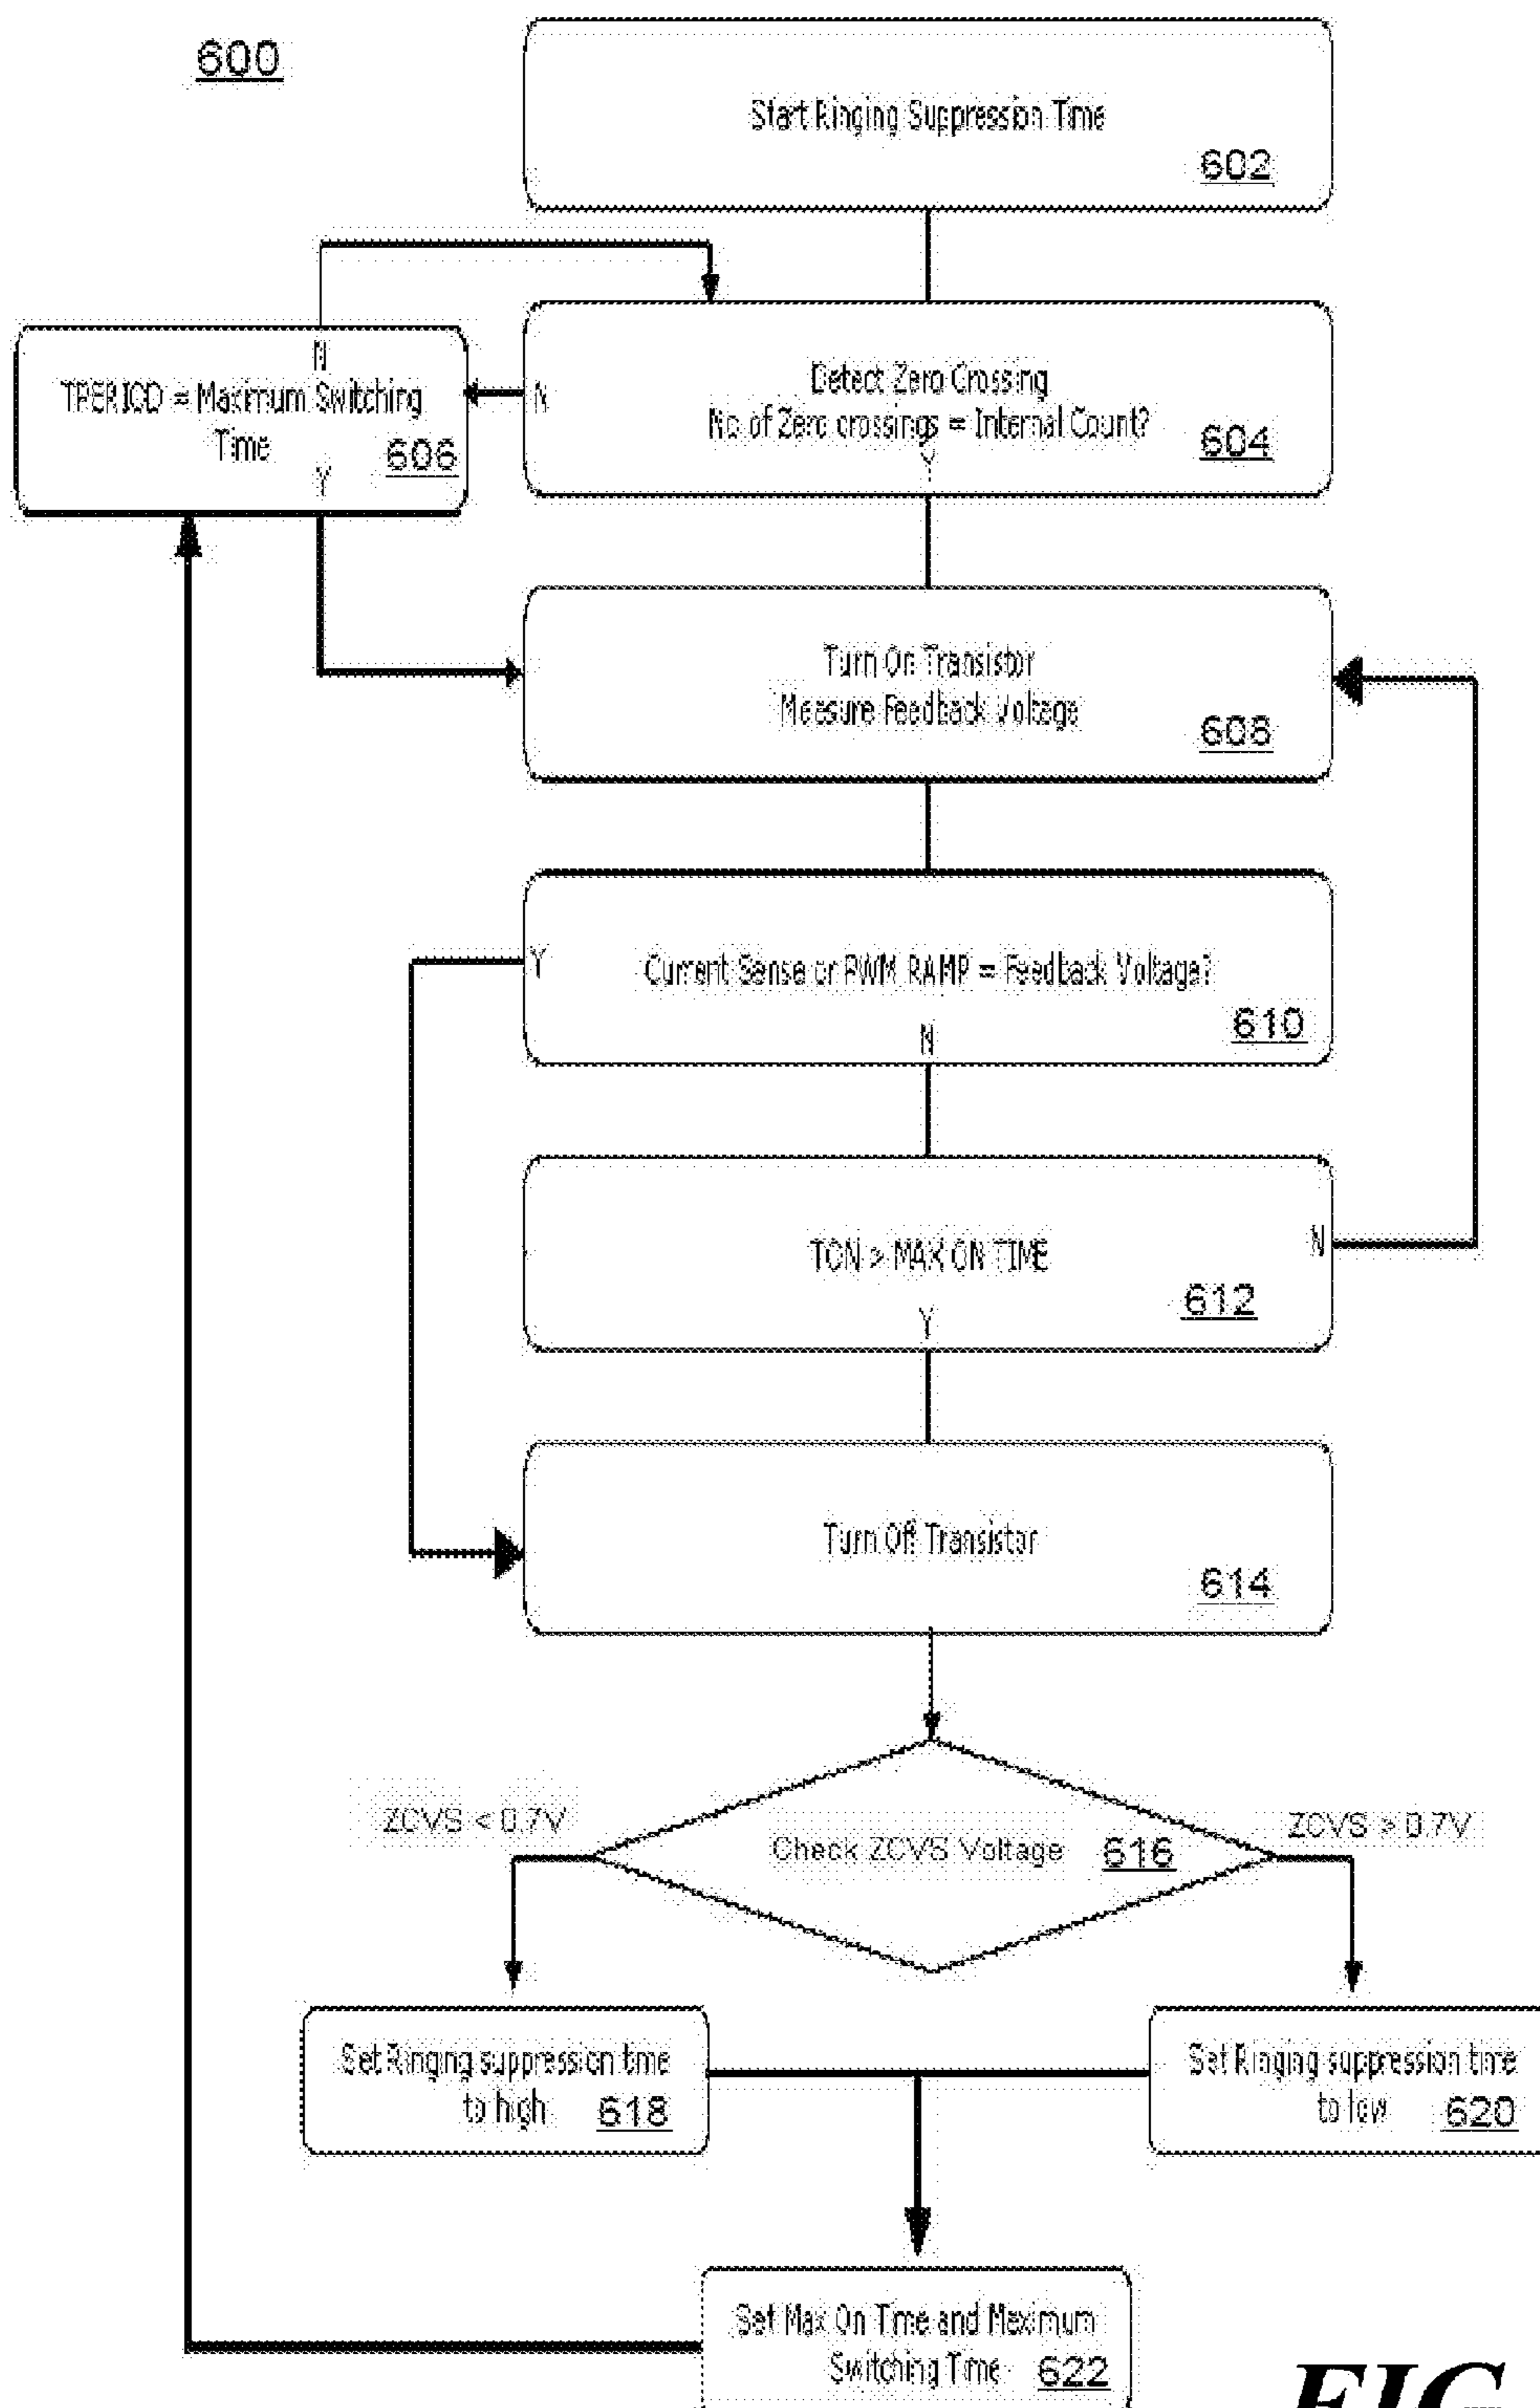 600
Start Ringing Suppression Time
602
N
TPERIOD = Maximum Switching
Time
606
Y
N
Detect Zero Crossing
No of Zero crossings = Internal Count?
604
Y
Turn On Transistor
Measure Feedback Voltage
608
Y
Current Sense or PWM RAMP = Feedback Voltage?
610
N
TON > MAX ON TIME
N
612
Y
Turn Off Transistor
614
ZCVS < 0.7V
Check ZCVS Voltage
616
ZCVS > 0.7V
Set Ringing suppression time
to high
618
Set Ringing suppression time
to low
620
Set Max On Time and Maximum
Switching Time
622
FIG